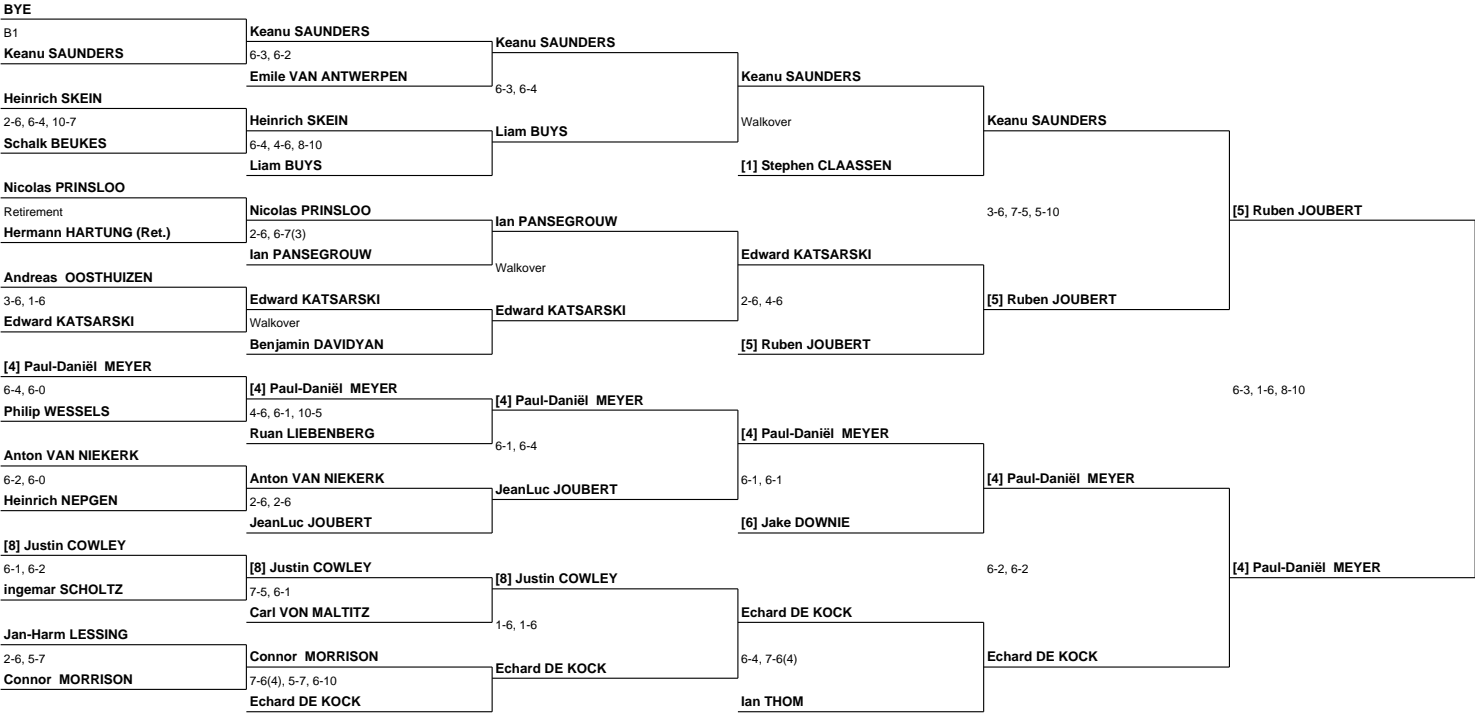 BYE
B1
Keanu SAUNDERS
Heinrich SKEIN
2-6, 6-4, 10-7
Schalk BEUKES
Nicolas PRINSLOO
Retirement
Hermann HARTUNG (Ret.)
Andreas  OOSTHUIZEN
3-6, 1-6
Edward KATSARSKI
[4] Paul-Daniël  MEYER
6-4, 6-0
Philip WESSELS
Anton VAN NIEKERK
6-2, 6-0
Heinrich NEPGEN
[8] Justin COWLEY
6-1, 6-2
ingemar SCHOLTZ
Jan-Harm LESSING
2-6, 5-7
Connor  MORRISON
Keanu SAUNDERS
6-3, 6-2
Emile VAN ANTWERPEN
Heinrich SKEIN
6-4, 4-6, 8-10
Liam BUYS
Nicolas PRINSLOO
2-6, 6-7(3)
Ian PANSEGROUW
Edward KATSARSKI
Walkover
Benjamin DAVIDYAN
[4] Paul-Daniël  MEYER
4-6, 6-1, 10-5
Ruan LIEBENBERG
Anton VAN NIEKERK
2-6, 2-6
JeanLuc JOUBERT
[8] Justin COWLEY
7-5, 6-1
Carl VON MALTITZ
Connor  MORRISON
7-6(4), 5-7, 6-10
Echard DE KOCK
Keanu SAUNDERS
6-3, 6-4
Liam BUYS
Ian PANSEGROUW
Walkover
Edward KATSARSKI
[4] Paul-Daniël  MEYER
6-1, 6-4
JeanLuc JOUBERT
[8] Justin COWLEY
1-6, 1-6
Echard DE KOCK
Keanu SAUNDERS
Walkover
[1] Stephen CLAASSEN
Edward KATSARSKI
2-6, 4-6
[5] Ruben JOUBERT
[4] Paul-Daniël  MEYER
6-1, 6-1
[6] Jake DOWNIE
Echard DE KOCK
6-4, 7-6(4)
Ian THOM
Keanu SAUNDERS
3-6, 7-5, 5-10
[5] Ruben JOUBERT
[4] Paul-Daniël  MEYER
6-2, 6-2
Echard DE KOCK
[5] Ruben JOUBERT
6-3, 1-6, 8-10
[4] Paul-Daniël  MEYER